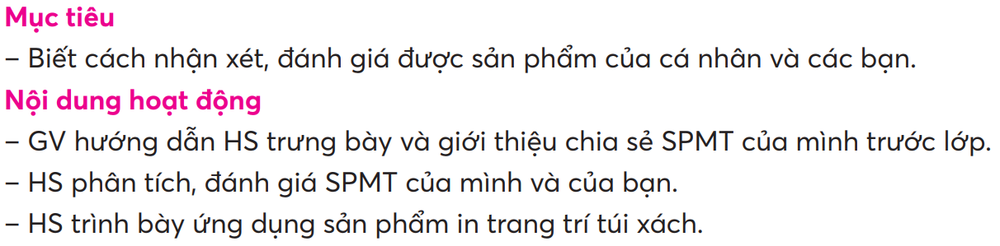 Mục tiêu
– Biết cách nhận xét, đánh giá được sản phẩm của cá nhân và các bạn.
Nội dung hoạt động
– GV hướng dẫn HS trưng bày và giới thiệu chia sẻ SPMT của mình trước lớp.
– HS phân tích, đánh giá SPMT của mình và của bạn.
– HS trình bày ứng dụng sản phẩm in trang trí túi xách.